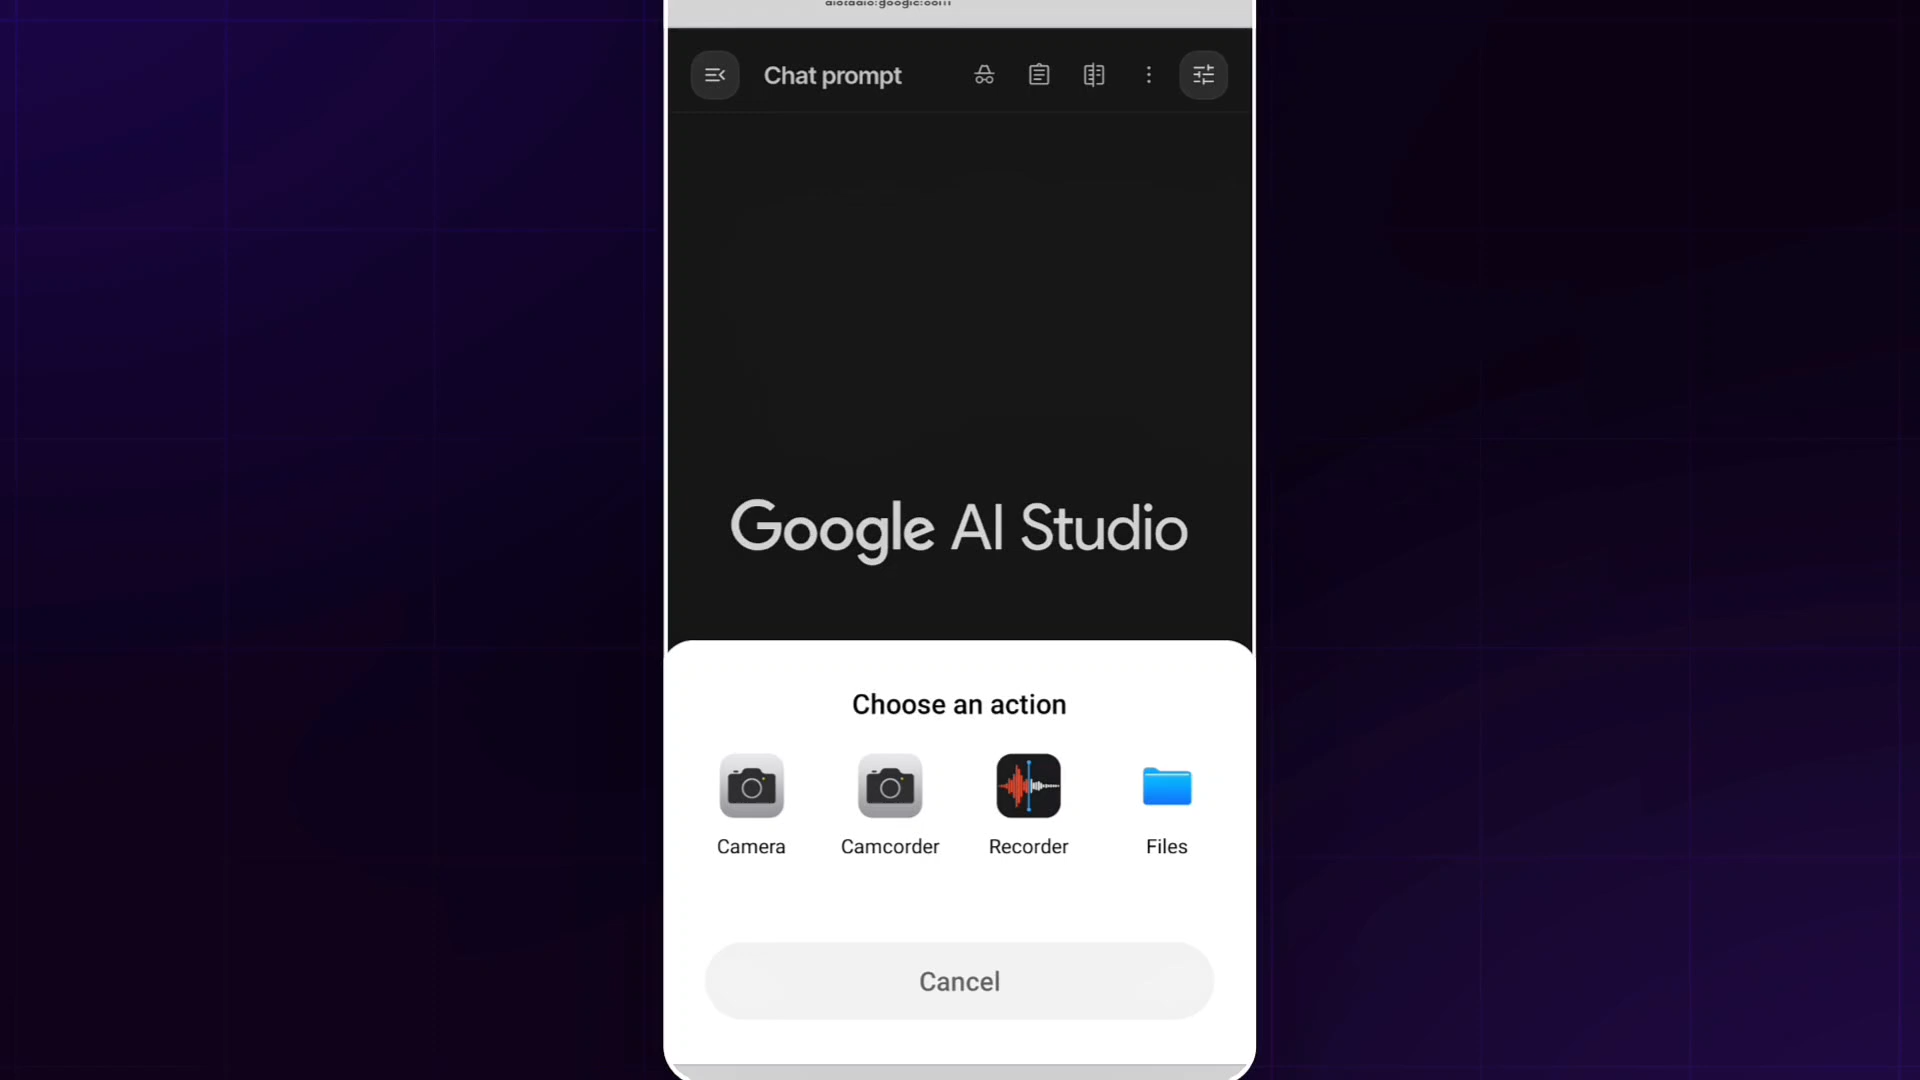 Chat prompt
Google AI Studio
Choose an action
Camera
Camcorder
Recorder
Files
Cancel